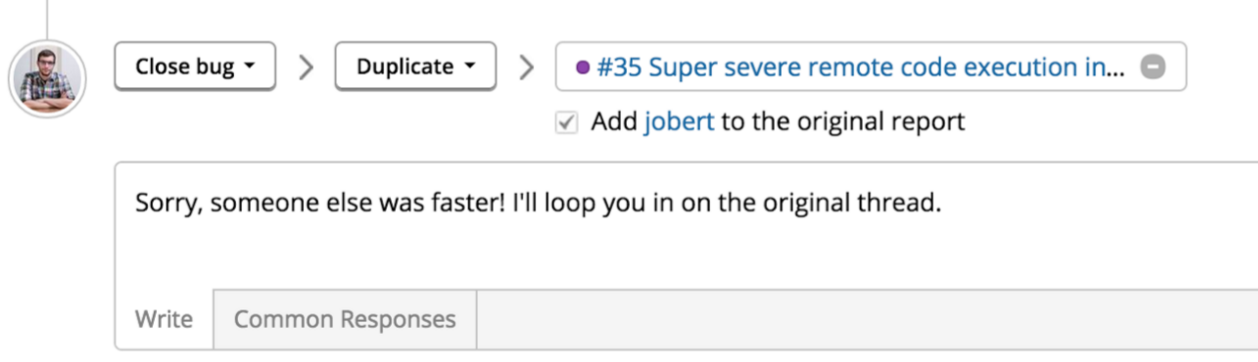 Close bug
Duplicate
#35 Super severe remote code execution in...
Add jobert to the original report
Sorry, someone else was faster! I'll loop you in on the original thread.
Write
Common Responses